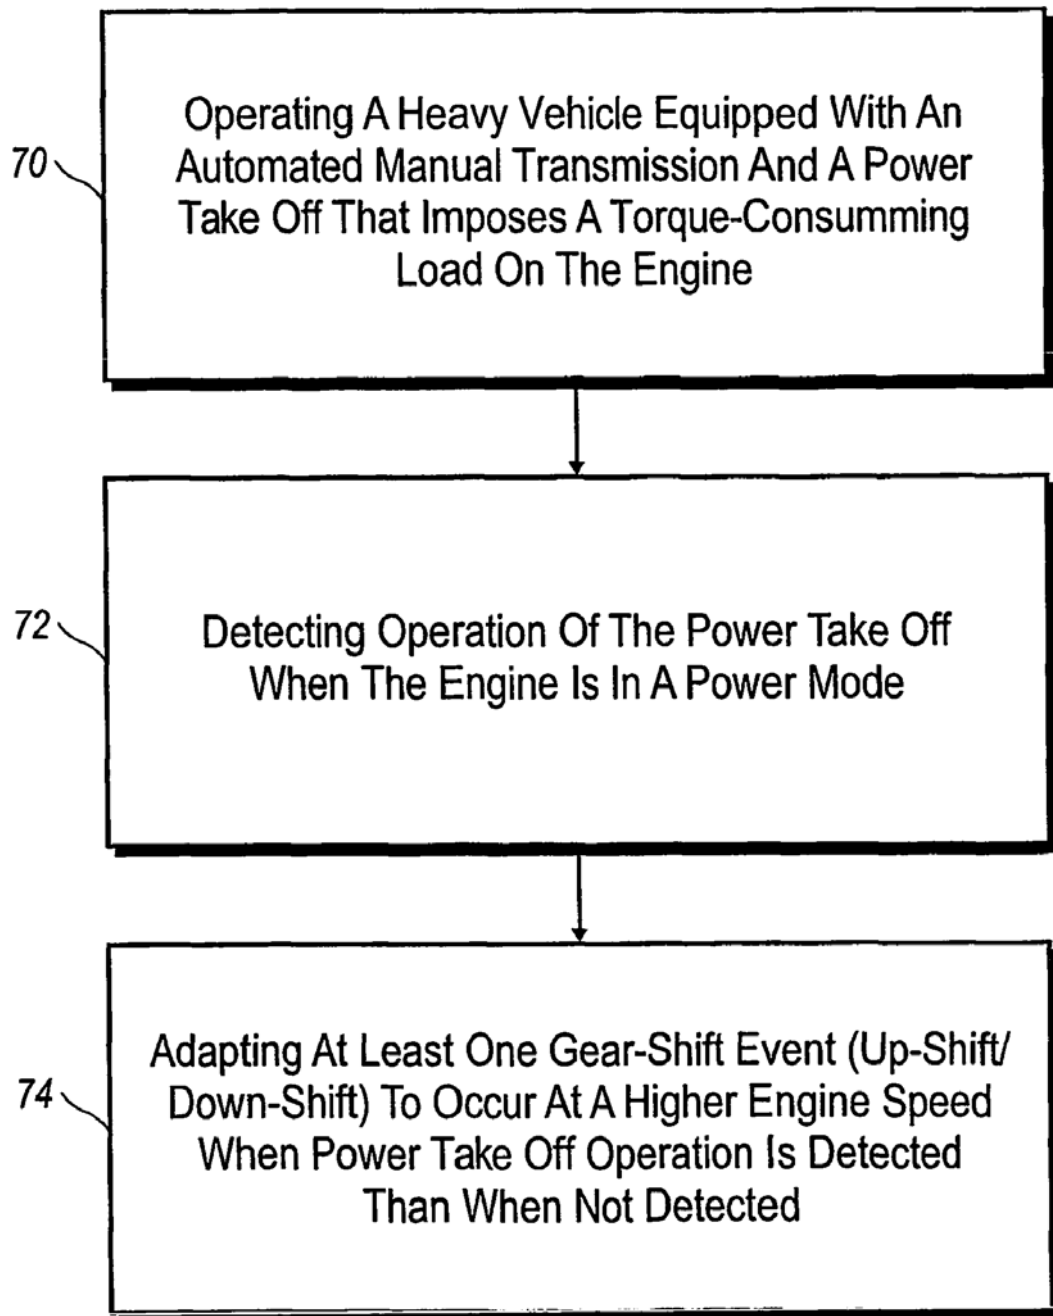 Operating A Heavy Vehicle Equipped With An
Automated Manual Transmission And A Power
70
Take Off That Imposes A Torque-Consumming
Load On The Engine
72
Detecting Operation Of The Power Take Off
When The Engine Is In A Power Mode
Adapting At Least One Gear-Shift Event (Up-Shift/
74
Down-Shift) To Occur At A Higher Engine Speed
When Power Take Off Operation Is Detected
Than When Not Detected